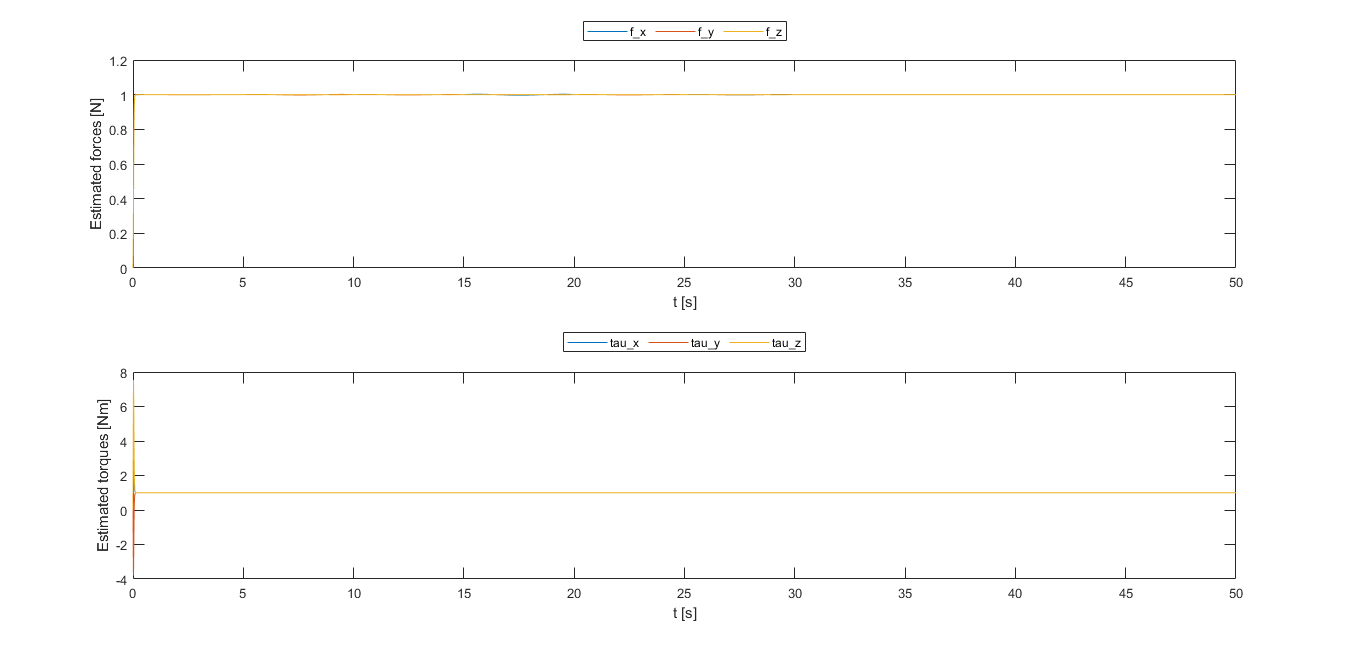 f_x f_y f_z
1.2
1
0.8
0.6
0.4
0.2
0
Estimated forces [N]
0 5 10 15 20 25 30 35 40 45 50
t [s]
tau_x tau_y tau_z
8
6
4
2
0
-2
-4
Estimated torques [Nm]
0 5 10 15 20 25 30 35 40 45 50
t [s]